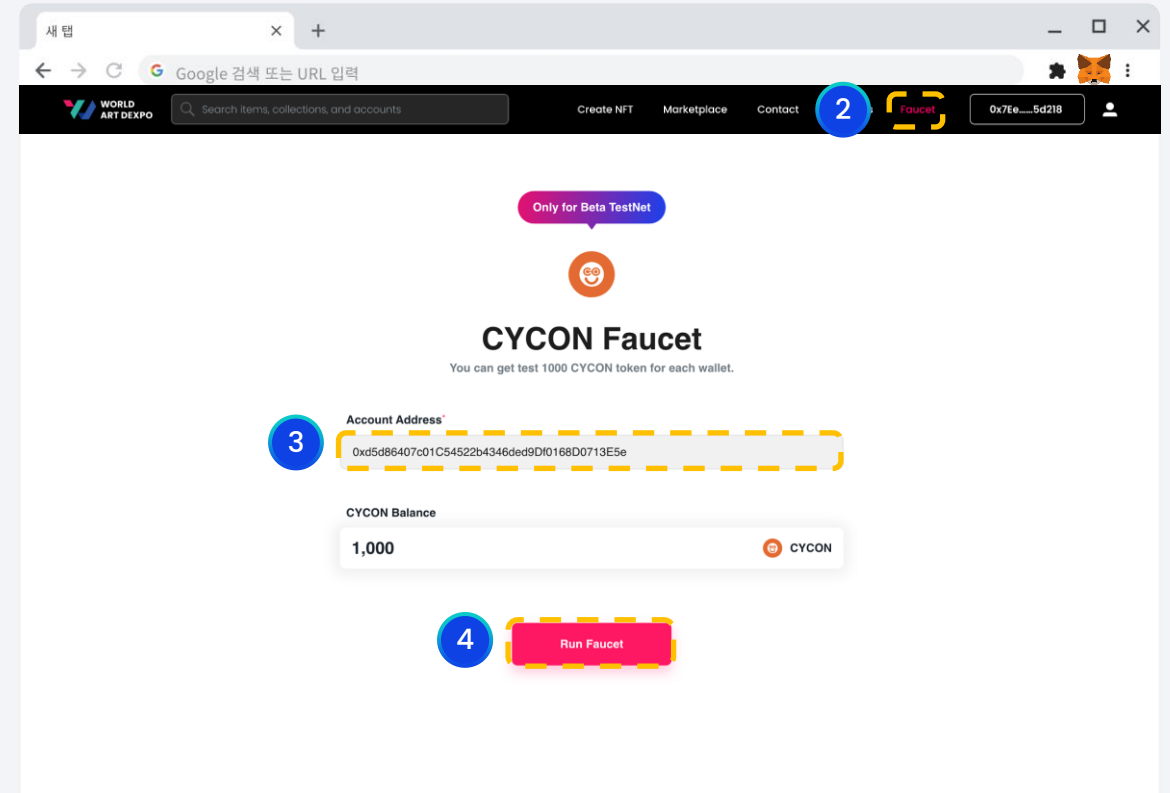 새 탭
Google 검색 또는 URL 입력
WORLD
ART DEXPO
Search items, collections, and accounts
Create NFT
Marketplace
Contact
2
s
Faucet
0x7Ee......5d218
Only for Beta TestNet
CYCON Faucet
You can get test 1000 CYCON token for each wallet.
Account Address*
3
0xd5d86407c01C54522b4346ded9Df0168D0713E5e
CYCON Balance
1,000
CYCON
4
Run Faucet